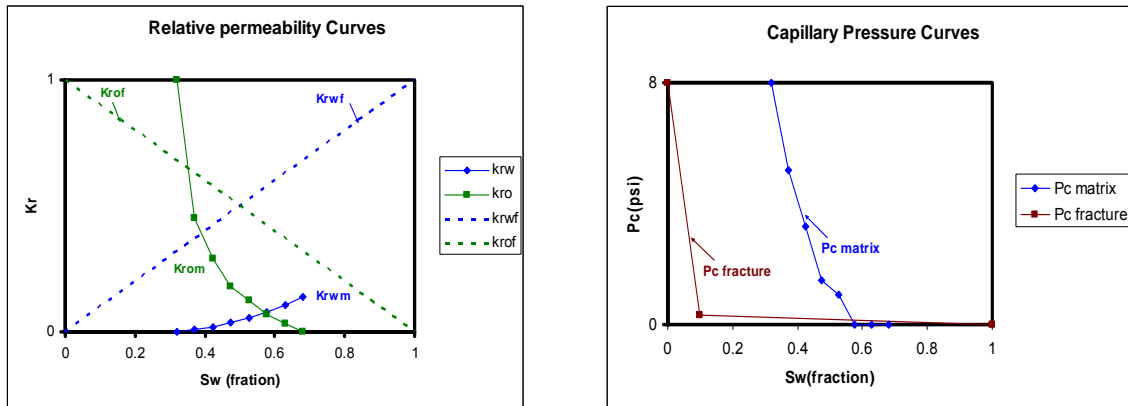 Relative permeability Curves
1
Krof
Krwf
Kr
Krom
Krwm
0
0 0.2 0.4 0.6 0.8 1
Sw (fration)
krw
kro
krwf
krof
Capillary Pressure Curves
8
Pc(psi)
Pc matrix
Pc fracture
0
0 0.2 0.4 0.6 0.8 1
Sw(fraction)
Pc matrix
Pc fracture